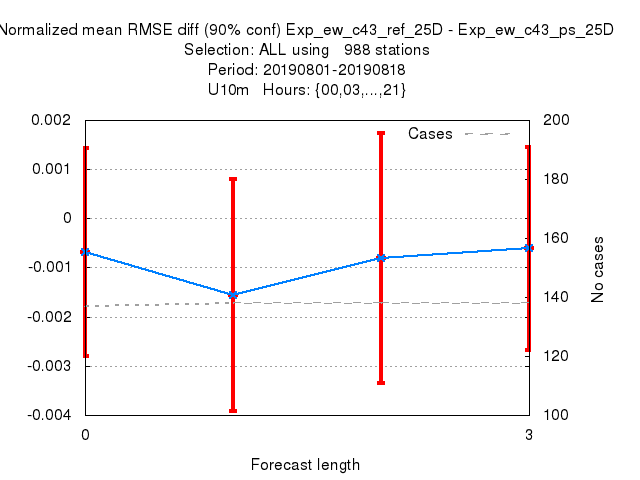 Normalized mean RMSE diff (90% conf) Exp_ew_c43_ref_25D - Exp_ew_c43_ps_25D
Selection: ALL using   988 stations
Period: 20190801-20190818
U10m   Hours: {00,03,...,21}
0.002
0.001
0
-0.001
-0.002
-0.003
-0.004
Cases
200
180
160
140
120
100
No cases
0
3
Forecast length